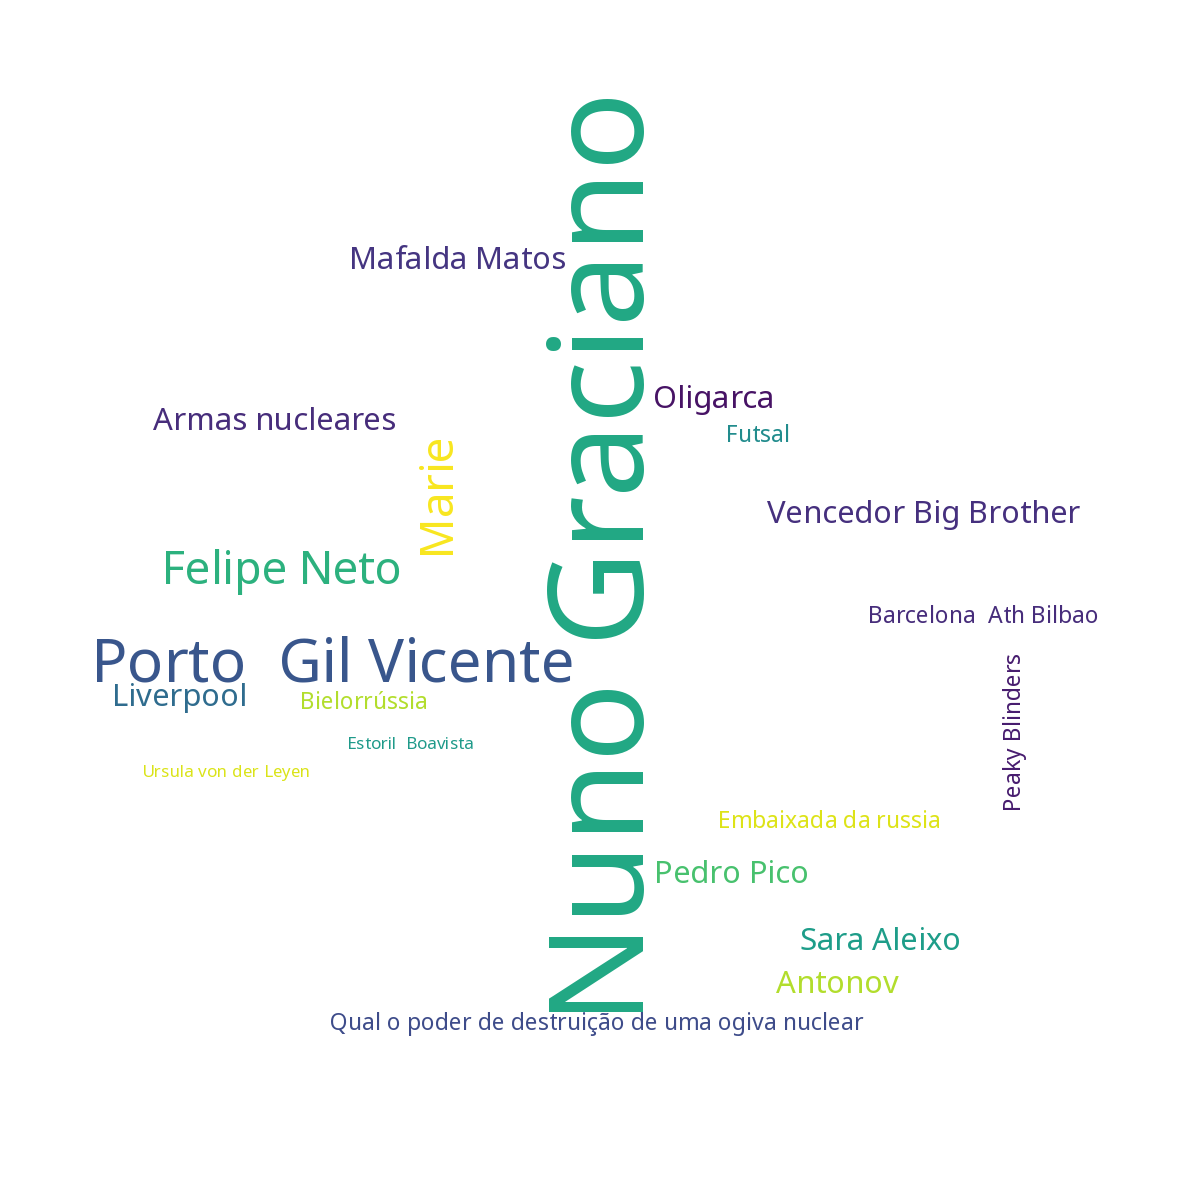 Nuno Graciano
Mafalda Matos
Oligarca
Armas nucleares
Futsal
Marie
Vencedor Big Brother
Felipe Neto
Barcelona Ath Bilbao
Porto Gil Vicente
Liverpool
Bielorrússia
Peaky Blinders
Estoril Boavista
Ursula von der Leyen
Embaixada da russia
Pedro Pico
Sara Aleixo
Antonov
Qual o poder de destruição de uma ogiva nuclear